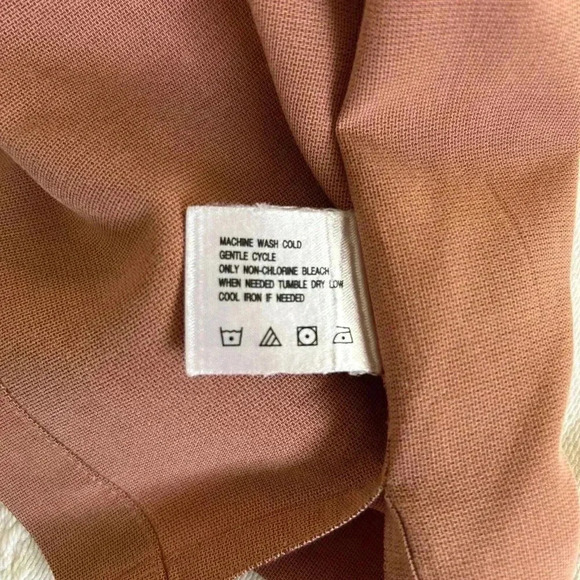 MACHINE WASH COLD
GENTLE CYCLE
ONLY NON-CHLORINE BLEACH
WHEN NEEDED TUMBLE DRY LOW
COOL IRON IF NEEDED